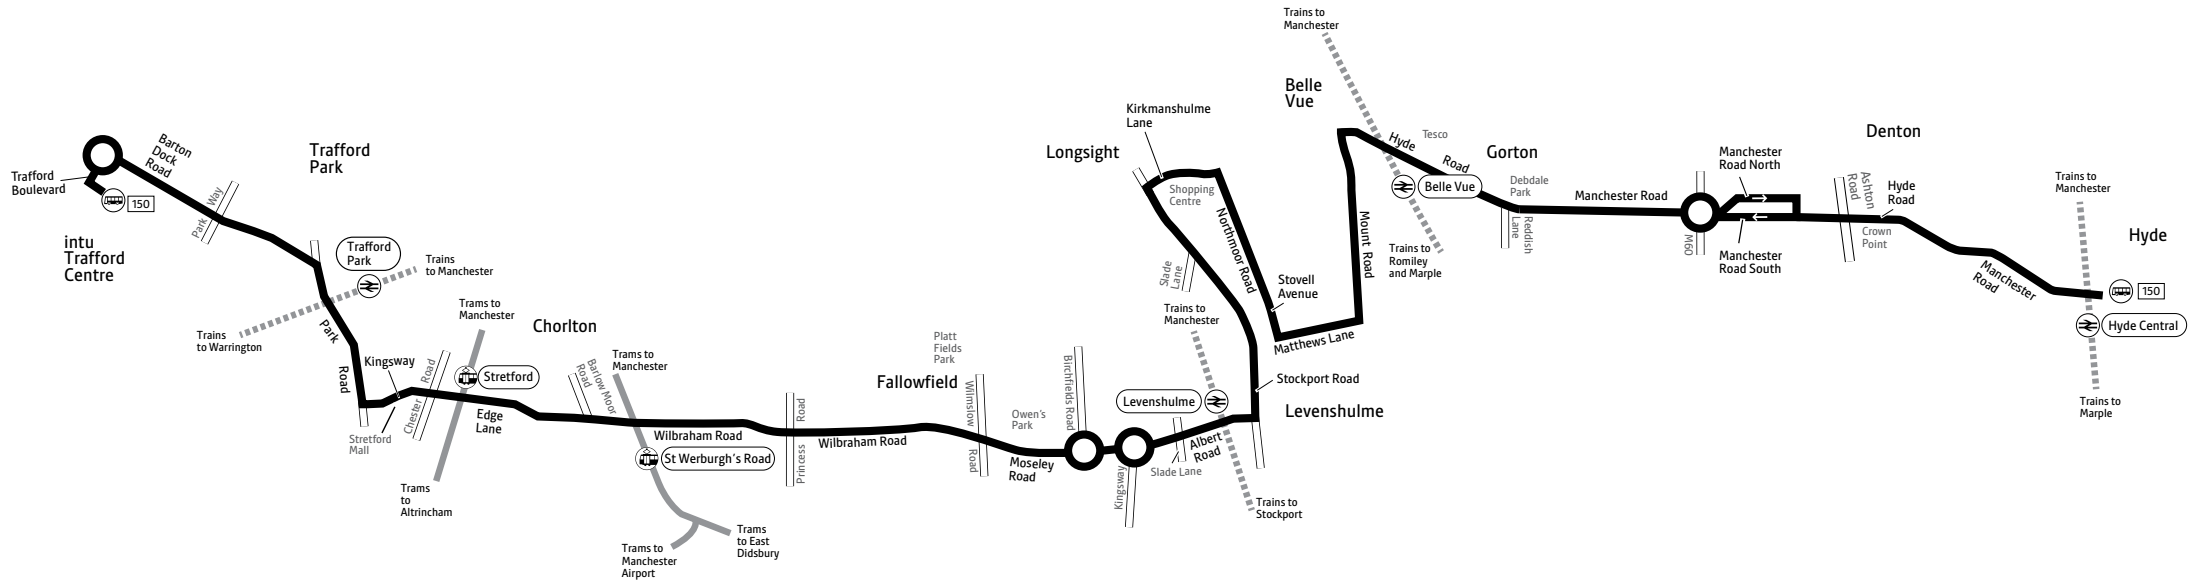 Trafford
Boulevard
150
intu
Trafford
Centre
Barton
Dock
Road
Park Way
Trafford
Park
Trafford
Park
Trains
to Manchester
Trains
to Warrington
Park
Road
Kingsway
Stretford
Mall
Chester Road
Trams to
Manchester
Stretford
Edge
Lane
Trams
to
Altrincham
Chorlton
Barlow Moor
Road
Trams to
Manchester
Wilbraham Road
St Werburgh's Road
Trams to
Manchester
Airport
Trams
to East
Didsbury
Princess Road
Wilbraham Road
Fallowfield
Platt
Fields
Park
Wilmslow Road
Owen's
Park
Moseley
Road
Birchfields Road
Kingsway
Levenshulme
Slade Lane
Albert
Road
Trains to
Manchester
Trains to
Stockport
Levenshulme
Stockport Road
Slade
Lane
Longsight
Kirkmanshulme
Lane
Shopping
Centre
Northmoor Road
Stovell
Avenue
Matthews Lane
Mount Road
Belle
Vue
Trains to
Manchester
Hyde Road
Tesco
Belle Vue
Trains to
Romiley
and Marple
Gorton
Debdale
Park
Reddish
Lane
Manchester Road
M60
Manchester
Road North
Manchester
Road South
Denton
Ashton
Road
Crown
Point
Hyde
Road
Manchester
Road
Trains to
Manchester
Hyde
150
Hyde Central
Trains to
Marple